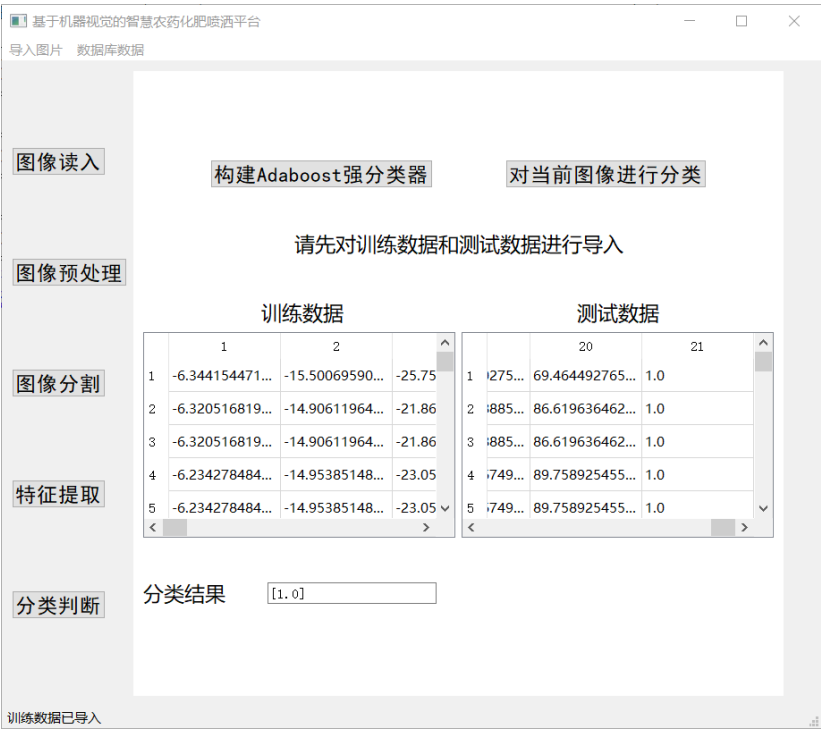 基于机器视觉的智慧农药化肥喷洒平台
导入图片 数据库数据
图像读入
图像预处理
图像分割
特征提取
分类判断
构建Adaboost强分类器 对当前图像进行分类
请先对训练数据和测试数据进行导入
训练数据
1 2
1 -6.344154471... -15.50069590... -25.75
2 -6.320516819... -14.90611964... -21.86
3 -6.320516819... -14.90611964... -21.86
4 -6.234278484... -14.95385148... -23.05
5 -6.234278484... -14.95385148... -23.05
测试数据
20 21
1 275... 69.464492765... 1.0
2 885... 86.619636462... 1.0
3 885... 86.619636462... 1.0
4 749... 89.758925455... 1.0
5 749... 89.758925455... 1.0
分类结果 [1.0]
训练数据已导入